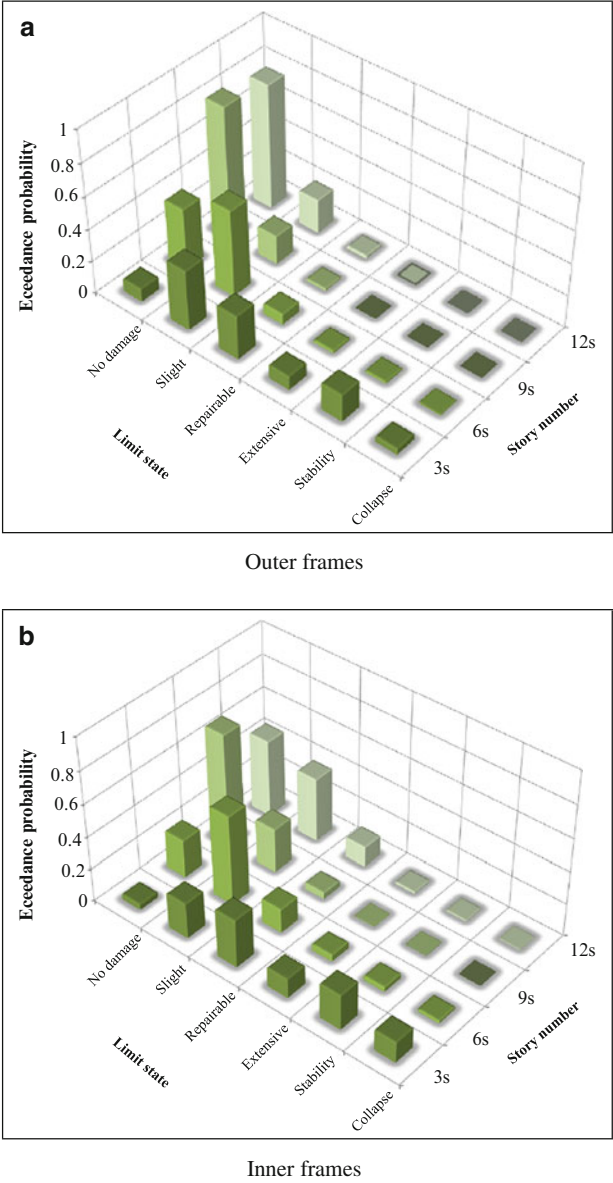 a
Eceedance probability
1
0.8
0.6
0.4
0.2
0
No damage
Slight
Repairable
Extensive
Stability
Collapse
Limit state
3s
6s
9s
12s
Story number
Outer frames
b
Eceedance probability
1
0.8
0.6
0.4
0.2
0
No damage
Slight
Repairable
Extensive
Stability
Collapse
Limit state
3s
6s
9s
12s
Story number
Inner frames